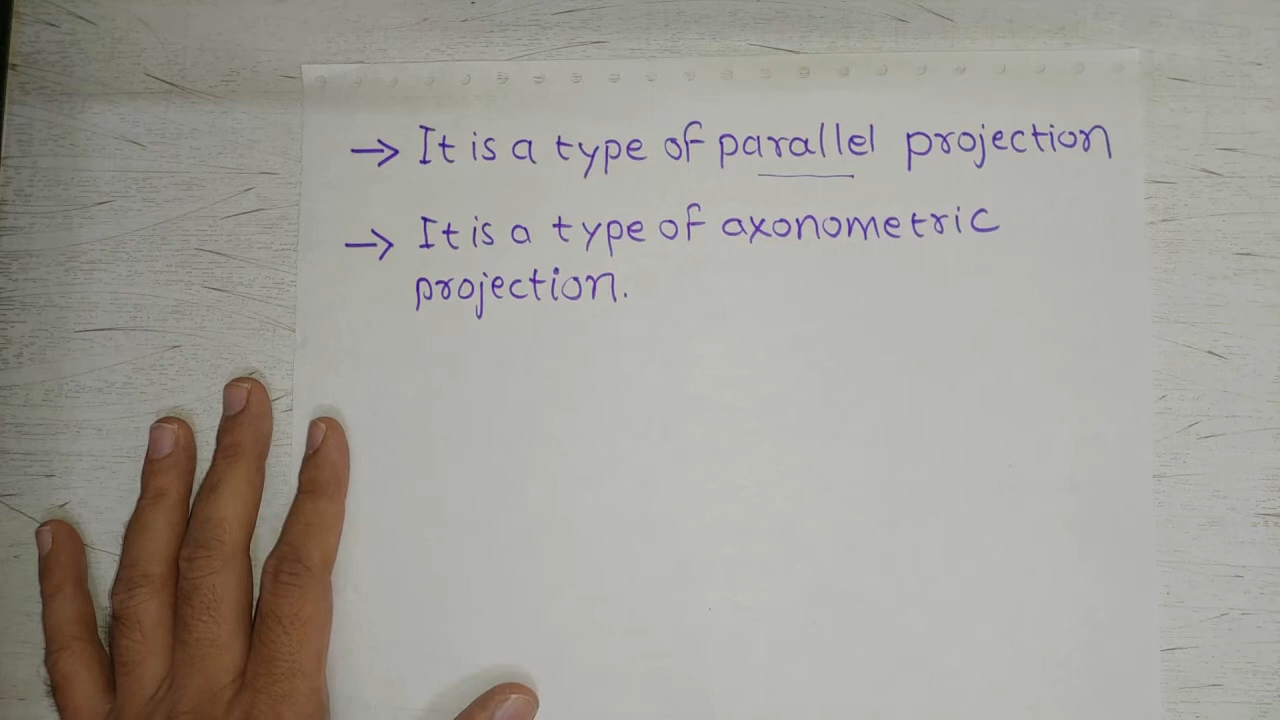 → It is a type of parallel projection
→ It is a type of axonometric
projection.